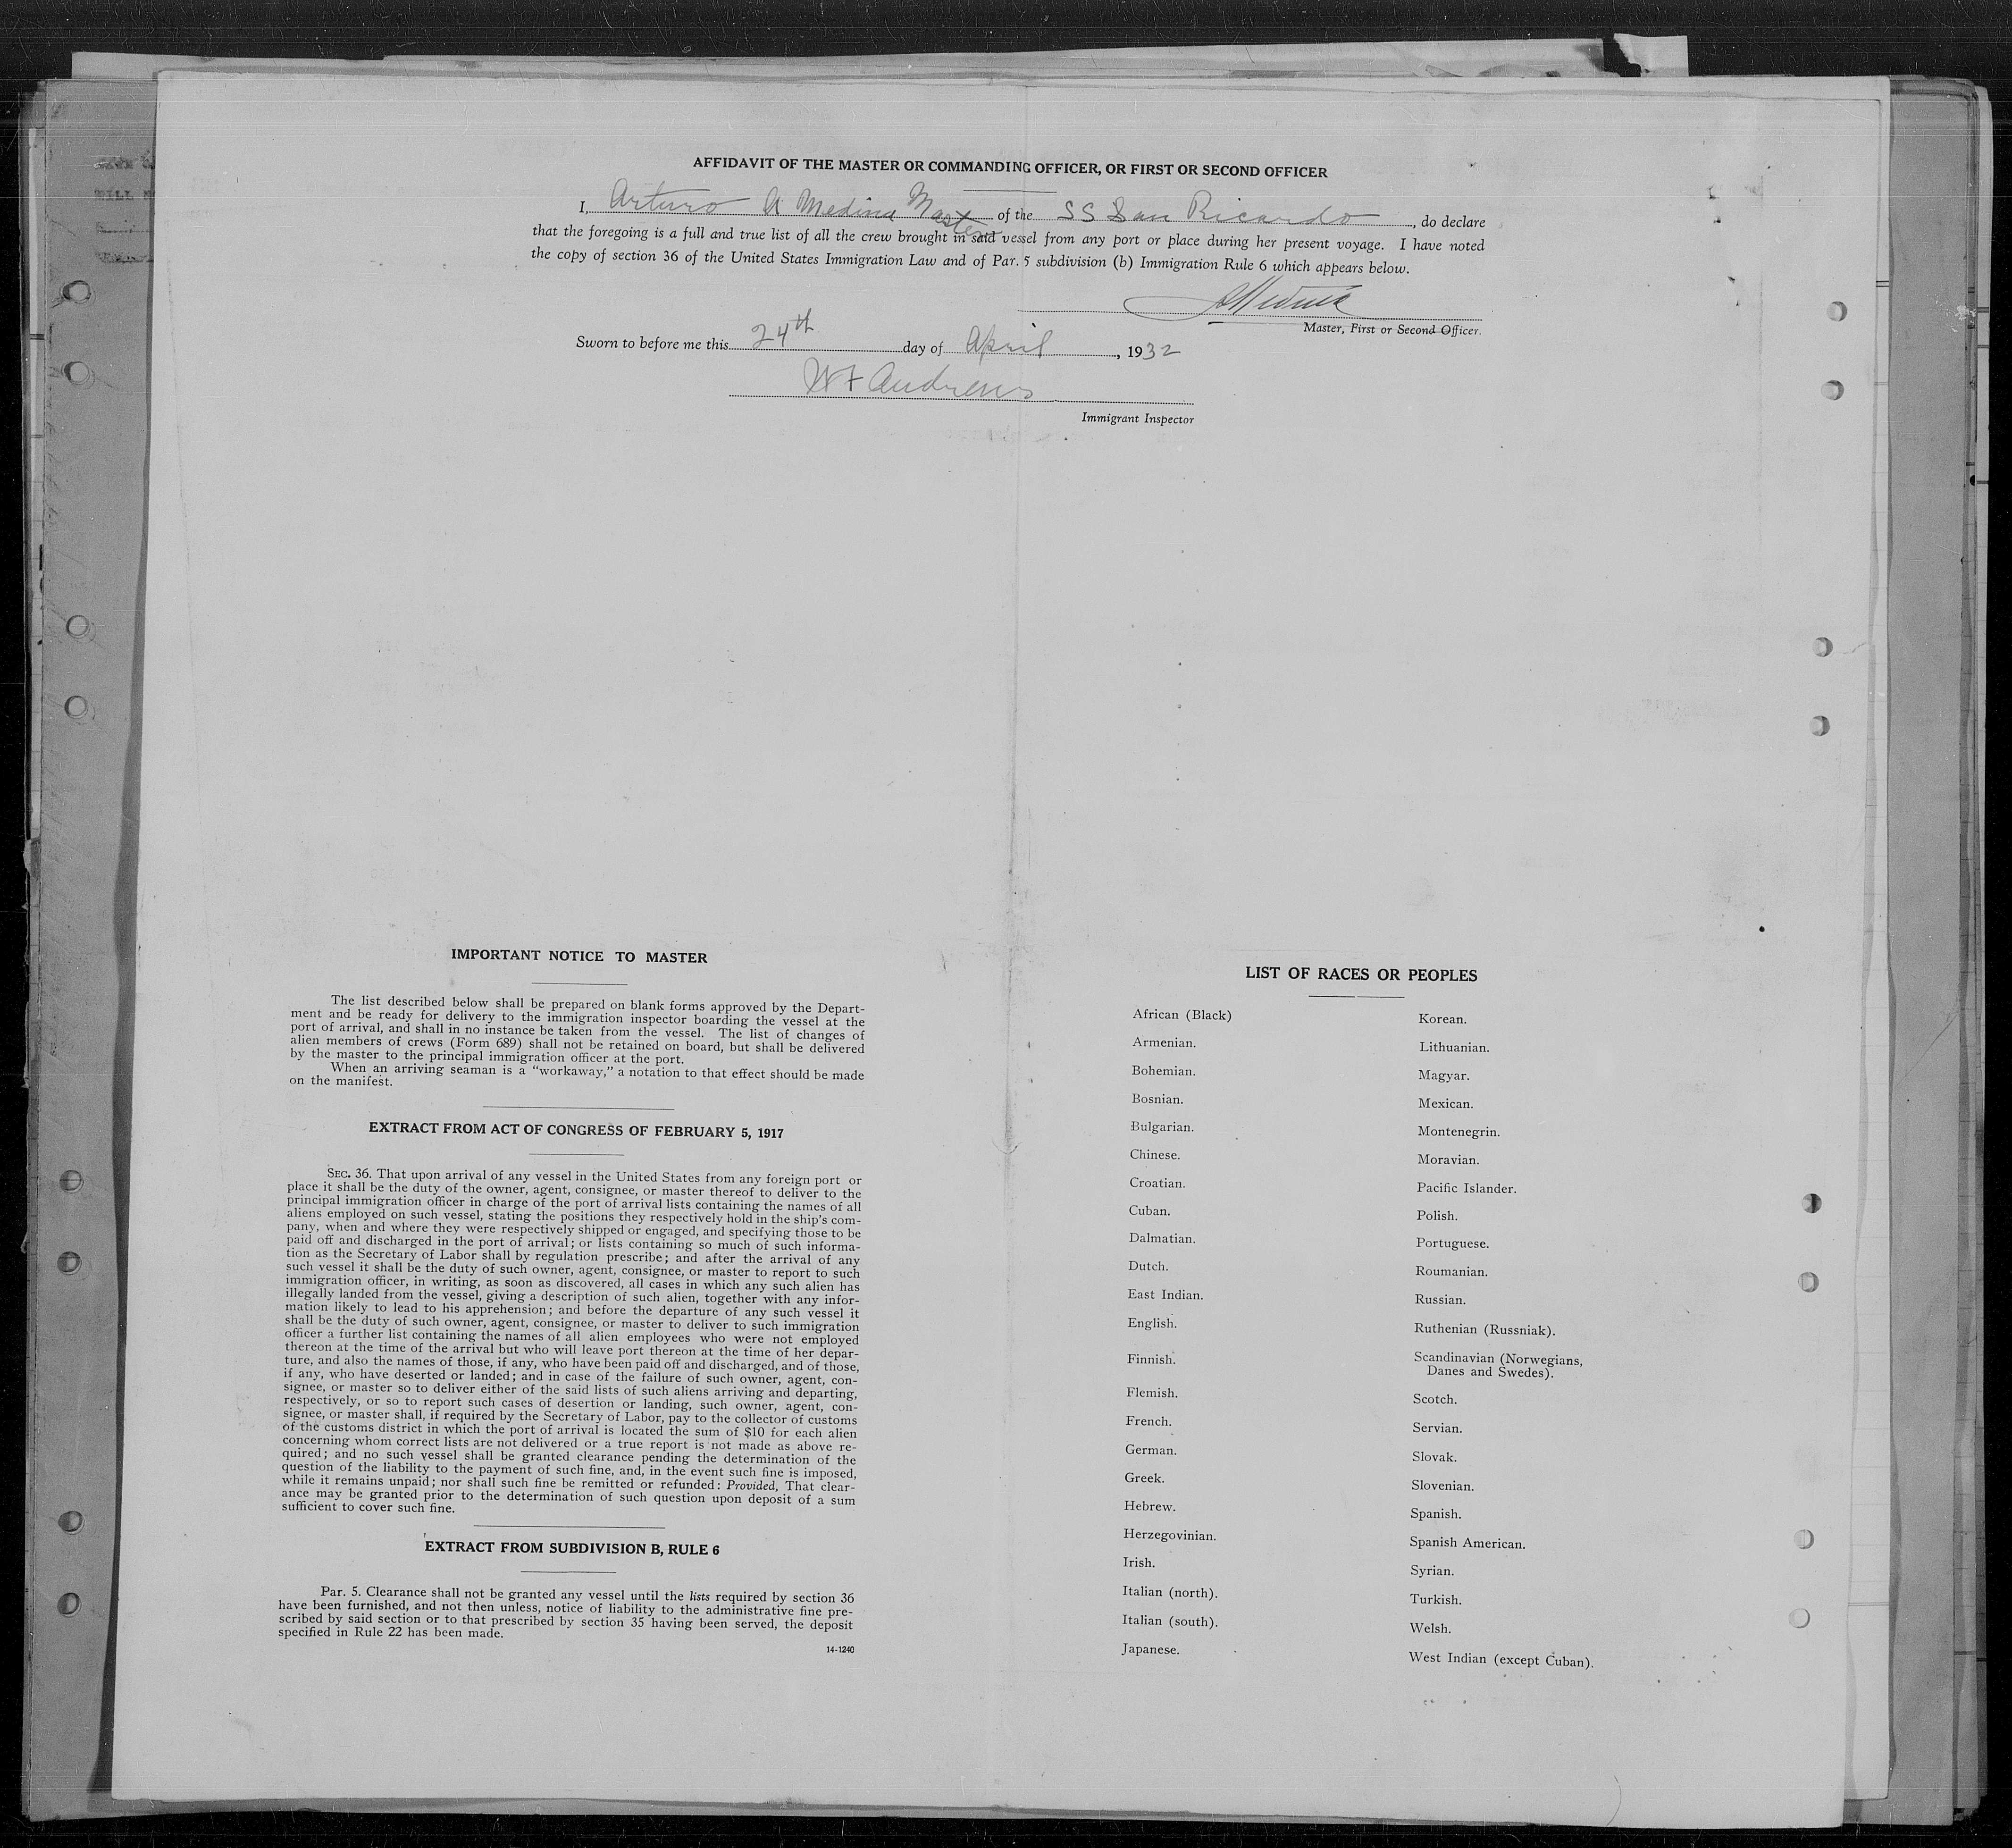 AFFIDAVIT OF THE MASTER OR COMMANDING OFFICER, OR FIRST OR SECOND OFFICER
I, Arturo A Medina Master of the SS San Ricardo, do declare
that the foregoing is a full and true list of all the crew brought in said vessel from any port or place during her present voyage. I have noted
the copy of section 36 of the United States Immigration Law and of Par. 5 subdivision (b) Immigration Rule 6 which appears below.
AMedina
Master, First or Second Officer.
Sworn to before me this 24th day of April, 1932
W F Andrews
Immigrant Inspector
IMPORTANT NOTICE TO MASTER
The list described below shall be prepared on blank forms approved by the Depart-
ment and be ready for delivery to the immigration inspector boarding the vessel at the
port of arrival, and shall in no instance be taken from the vessel. The list of changes of
alien members of crews (Form 689) shall not be retained on board, but shall be delivered
by the master to the principal immigration officer at the port.
When an arriving seaman is a “workaway,” a notation to that effect should be made
on the manifest.
EXTRACT FROM ACT OF CONGRESS OF FEBRUARY 5, 1917
SEC. 36. That upon arrival of any vessel in the United States from any foreign port or
place it shall be the duty of the owner, agent, consignee, or master thereof to deliver to the
principal immigration officer in charge of the port of arrival lists containing the names of all
aliens employed on such vessel, stating the positions they respectively hold in the ship's com-
pany, when and where they were respectively shipped or engaged, and specifying those to be
paid off and discharged in the port of arrival; or lists containing so much of such informa-
tion as the Secretary of Labor shall by regulation prescribe; and after the arrival of any
such vessel it shall be the duty of such owner, agent, consignee, or master to report to such
immigration officer, in writing, as soon as discovered, all cases in which any such alien has
illegally landed from the vessel, giving a description of such alien, together with any infor-
mation likely to lead to his apprehension; and before the departure of any such vessel it
shall be the duty of such owner, agent, consignee, or master to deliver to such immigration
officer a further list containing the names of all alien employees who were not employed
thereon at the time of the arrival but who will leave port thereon at the time of her depar-
ture, and also the names of those, if any, who have been paid off and discharged, and of those,
if any, who have deserted or landed; and in case of the failure of such owner, agent, con-
signee, or master so to deliver either of the said lists of such aliens arriving and departing,
respectively, or so to report such cases of desertion or landing, such owner, agent, con-
signee, or master shall, if required by the Secretary of Labor, pay to the collector of customs
of the customs district in which the port of arrival is located the sum of $10 for each alien
concerning whom correct lists are not delivered or a true report is not made as above re-
quired; and no such vessel shall be granted clearance pending the determination of the
question of the liability to the payment of such fine, and, in the event such fine is imposed,
while it remains unpaid; nor shall such fine be remitted or refunded: Provided, That clear-
ance may be granted prior to the determination of such question upon deposit of a sum
sufficient to cover such fine.
EXTRACT FROM SUBDIVISION B, RULE 6
Par. 5. Clearance shall not be granted any vessel until the lists required by section 36
have been furnished, and not then unless, notice of liability to the administrative fine pre-
scribed by said section or to that prescribed by section 35 having been served, the deposit
specified in Rule 22 has been made.
14-1240
LIST OF RACES OR PEOPLES
African (Black)
Armenian.
Bohemian.
Bosnian.
Bulgarian.
Chinese.
Croatian.
Cuban.
Dalmatian.
Dutch.
East Indian.
English.
Finnish.
Flemish.
French.
German.
Greek.
Hebrew.
Herzegovinian.
Irish.
Italian (north).
Italian (south).
Japanese.
Korean.
Lithuanian.
Magyar.
Mexican.
Montenegrin.
Moravian.
Pacific Islander.
Polish.
Portuguese.
Roumanian.
Russian.
Ruthenian (Russniak).
Scandinavian (Norwegians,
Danes and Swedes).
Scotch.
Servian.
Slovak.
Slovenian.
Spanish.
Spanish American.
Syrian.
Turkish.
Welsh.
West Indian (except Cuban).